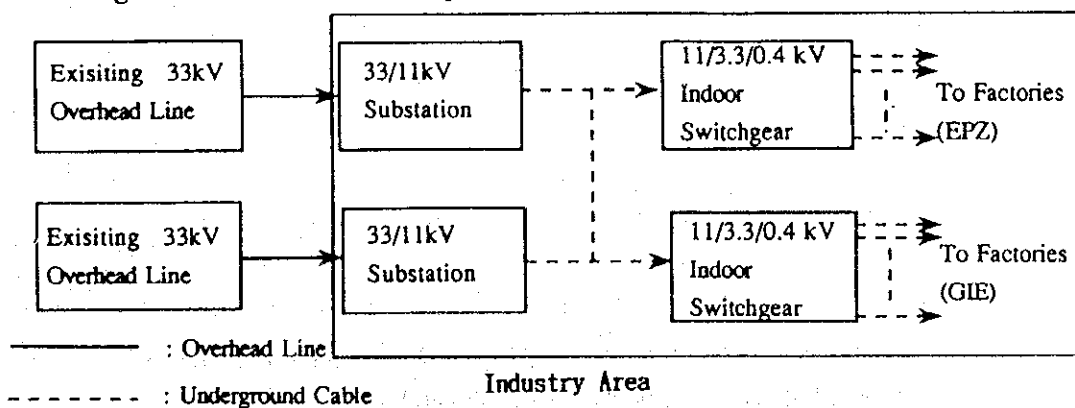 Exisiting 33kV
Overhead Line
33/11kV
Substation
11/3.3/0.4 kV
Indoor
Switchgear
To Factories
(EPZ)
Exisiting 33kV
Overhead Line
33/11kV
Substation
11/3.3/0.4 kV
Indoor
Switchgear
To Factories
(GIE)
: Overhead Line
: Underground Cable
Industry Area